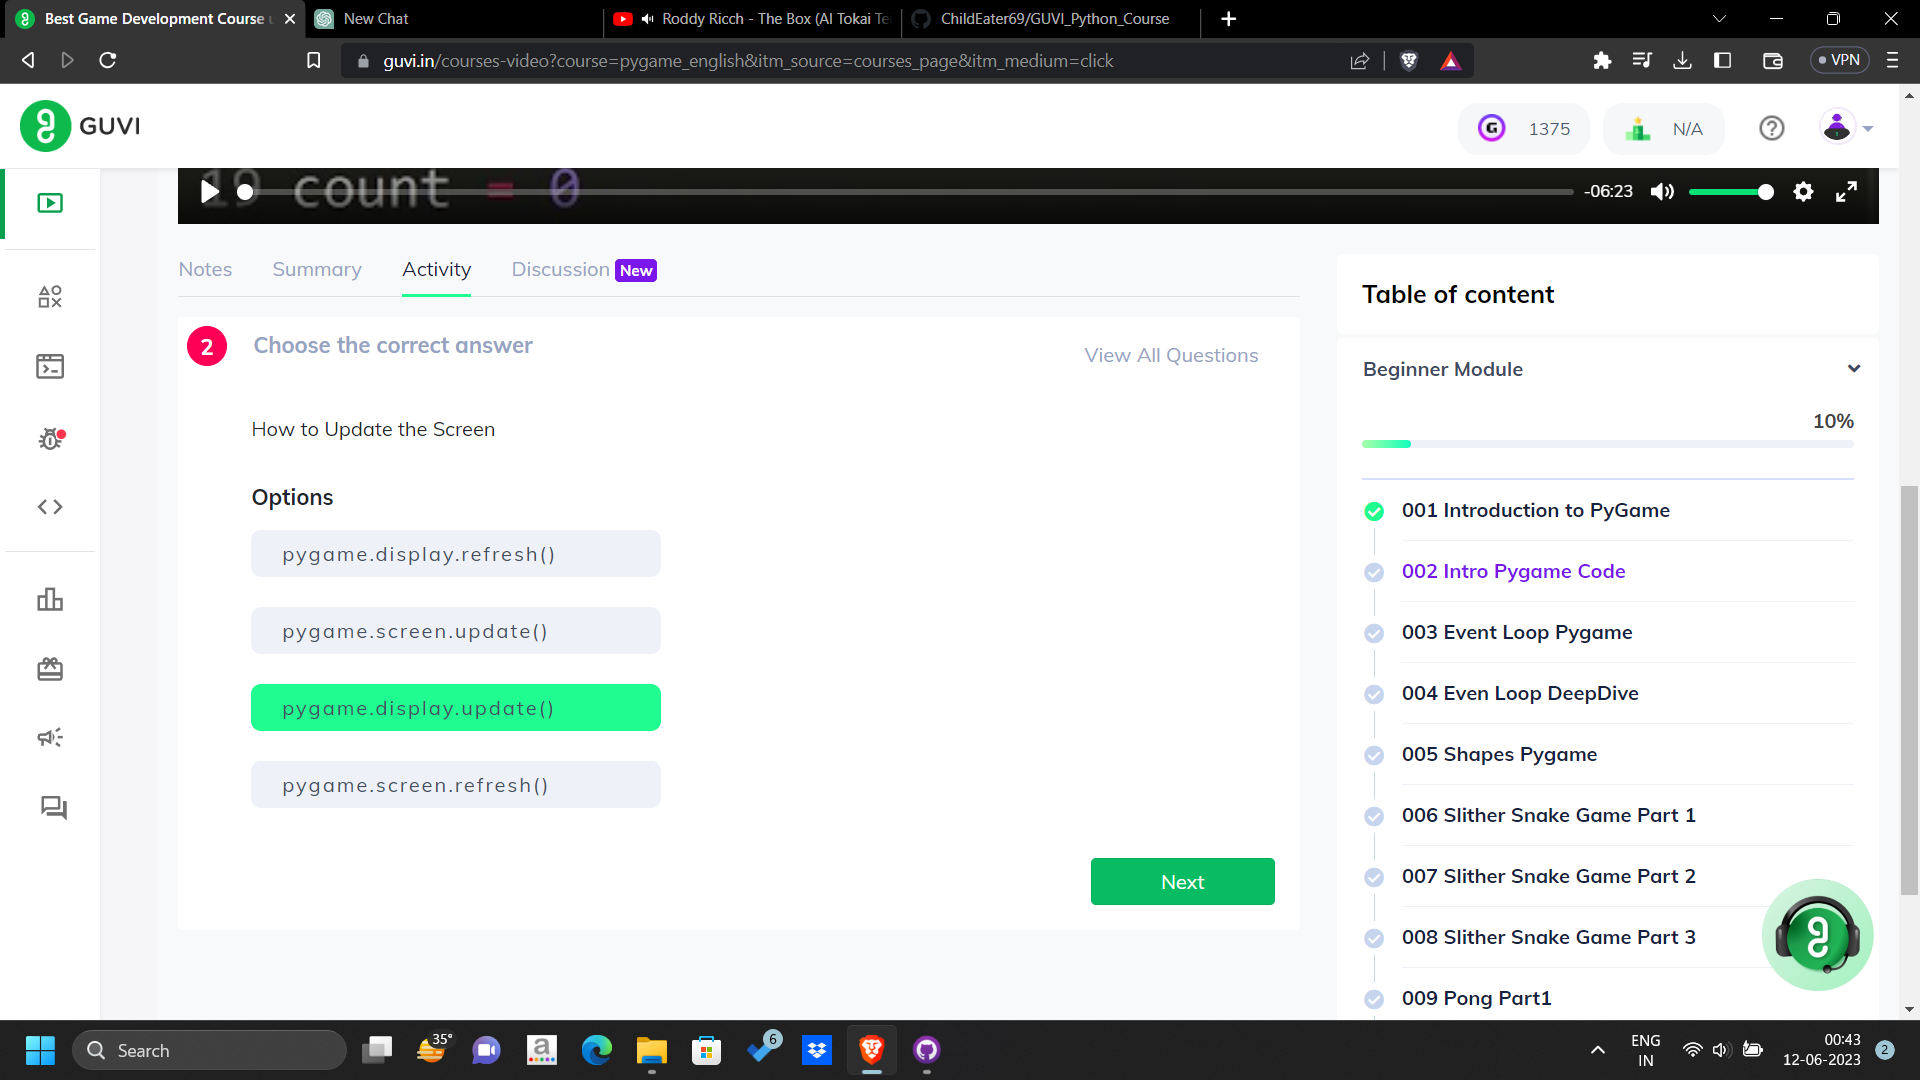 Best Game Development Course u
New Chat
Roddy Ricch - The Box (AI Tokai Te
ChildEater69/GUVI_Python_Course
guvi.in/courses-video?course=pygame_english&itm_source=courses_page&itm_medium=click
VPN
GUVI
G
1375
N/A
19 count = 0
-06:23
Notes
Summary
Activity
Discussion New
2
Choose the correct answer
View All Questions
How to Update the Screen
Options
pygame.display.refresh()
pygame.screen.update()
pygame.display.update()
pygame.screen.refresh()
Next
Table of content
Beginner Module
10%
001 Introduction to PyGame
002 Intro Pygame Code
003 Event Loop Pygame
004 Even Loop DeepDive
005 Shapes Pygame
006 Slither Snake Game Part 1
007 Slither Snake Game Part 2
008 Slither Snake Game Part 3
009 Pong Part1
Search
35°
a
6
ENG
IN
00:43
12-06-2023
2